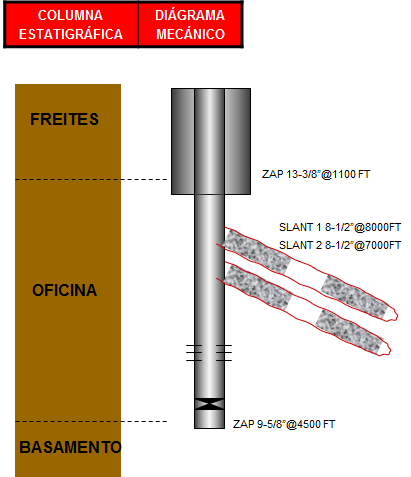 COLUMNA
ESTATIGRÁFICA
DIÁGRAMA
MECÁNICO
FREITES
ZAP 13-3/8"@1100 FT
SLANT 1 8-1/2"@8000FT
SLANT 2 8-1/2"@7000FT
OFICINA
ZAP 9-5/8"@4500 FT
BASAMENTO